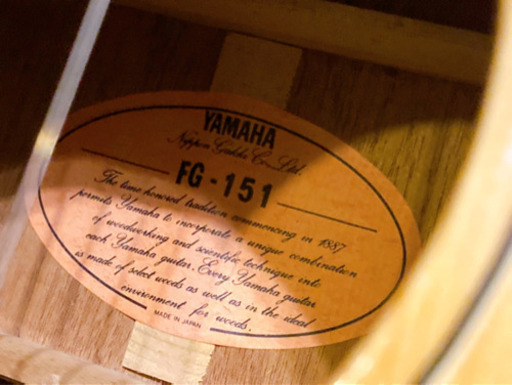 YAMAHA
Nippon Gakki Co., Ltd.
FG-151
The time honored tradition commencing in 1887
permits Yamaha to incorporate a unique combination
of woodworking and scientific technique into
each Yamaha guitar. Every Yamaha guitar
is made of select woods as well as in the ideal
environment for woods.
MADE IN JAPAN